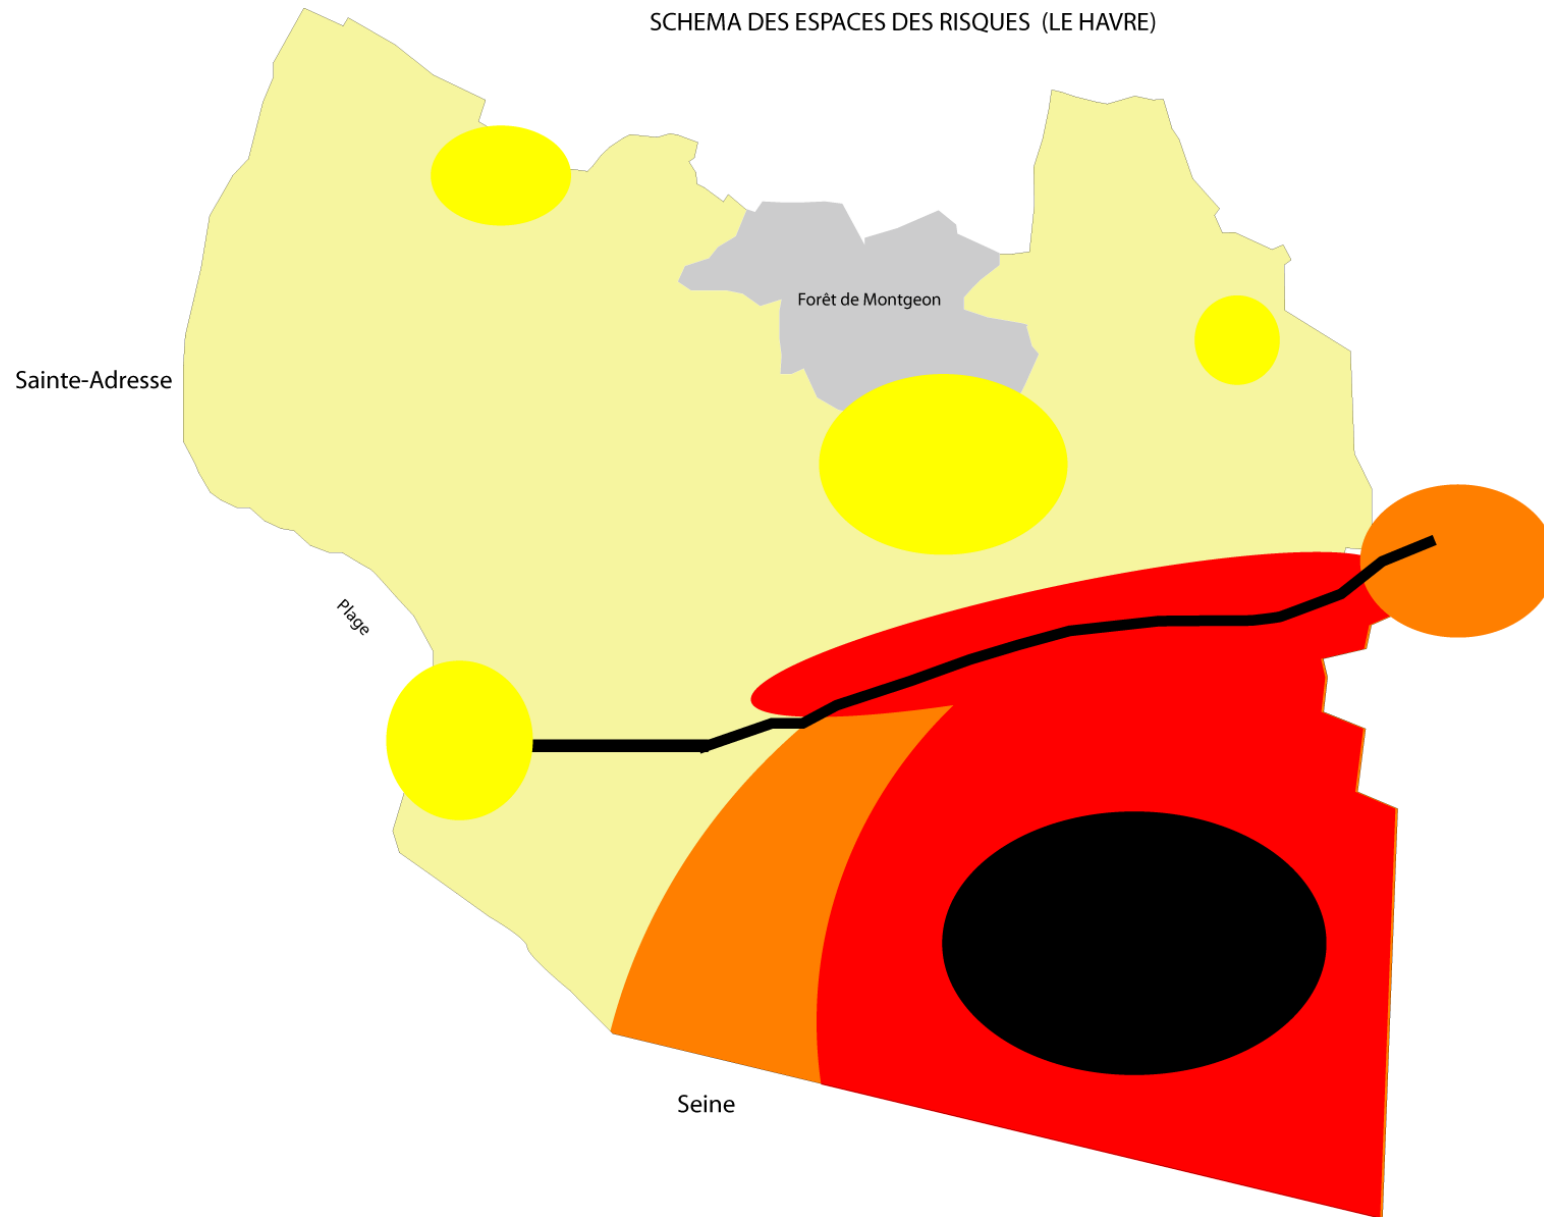 SCHEMA DES ESPACES DES RISQUES (LE HAVRE)
Forêt de Montgeon
Sainte-Adresse
Plage
Seine